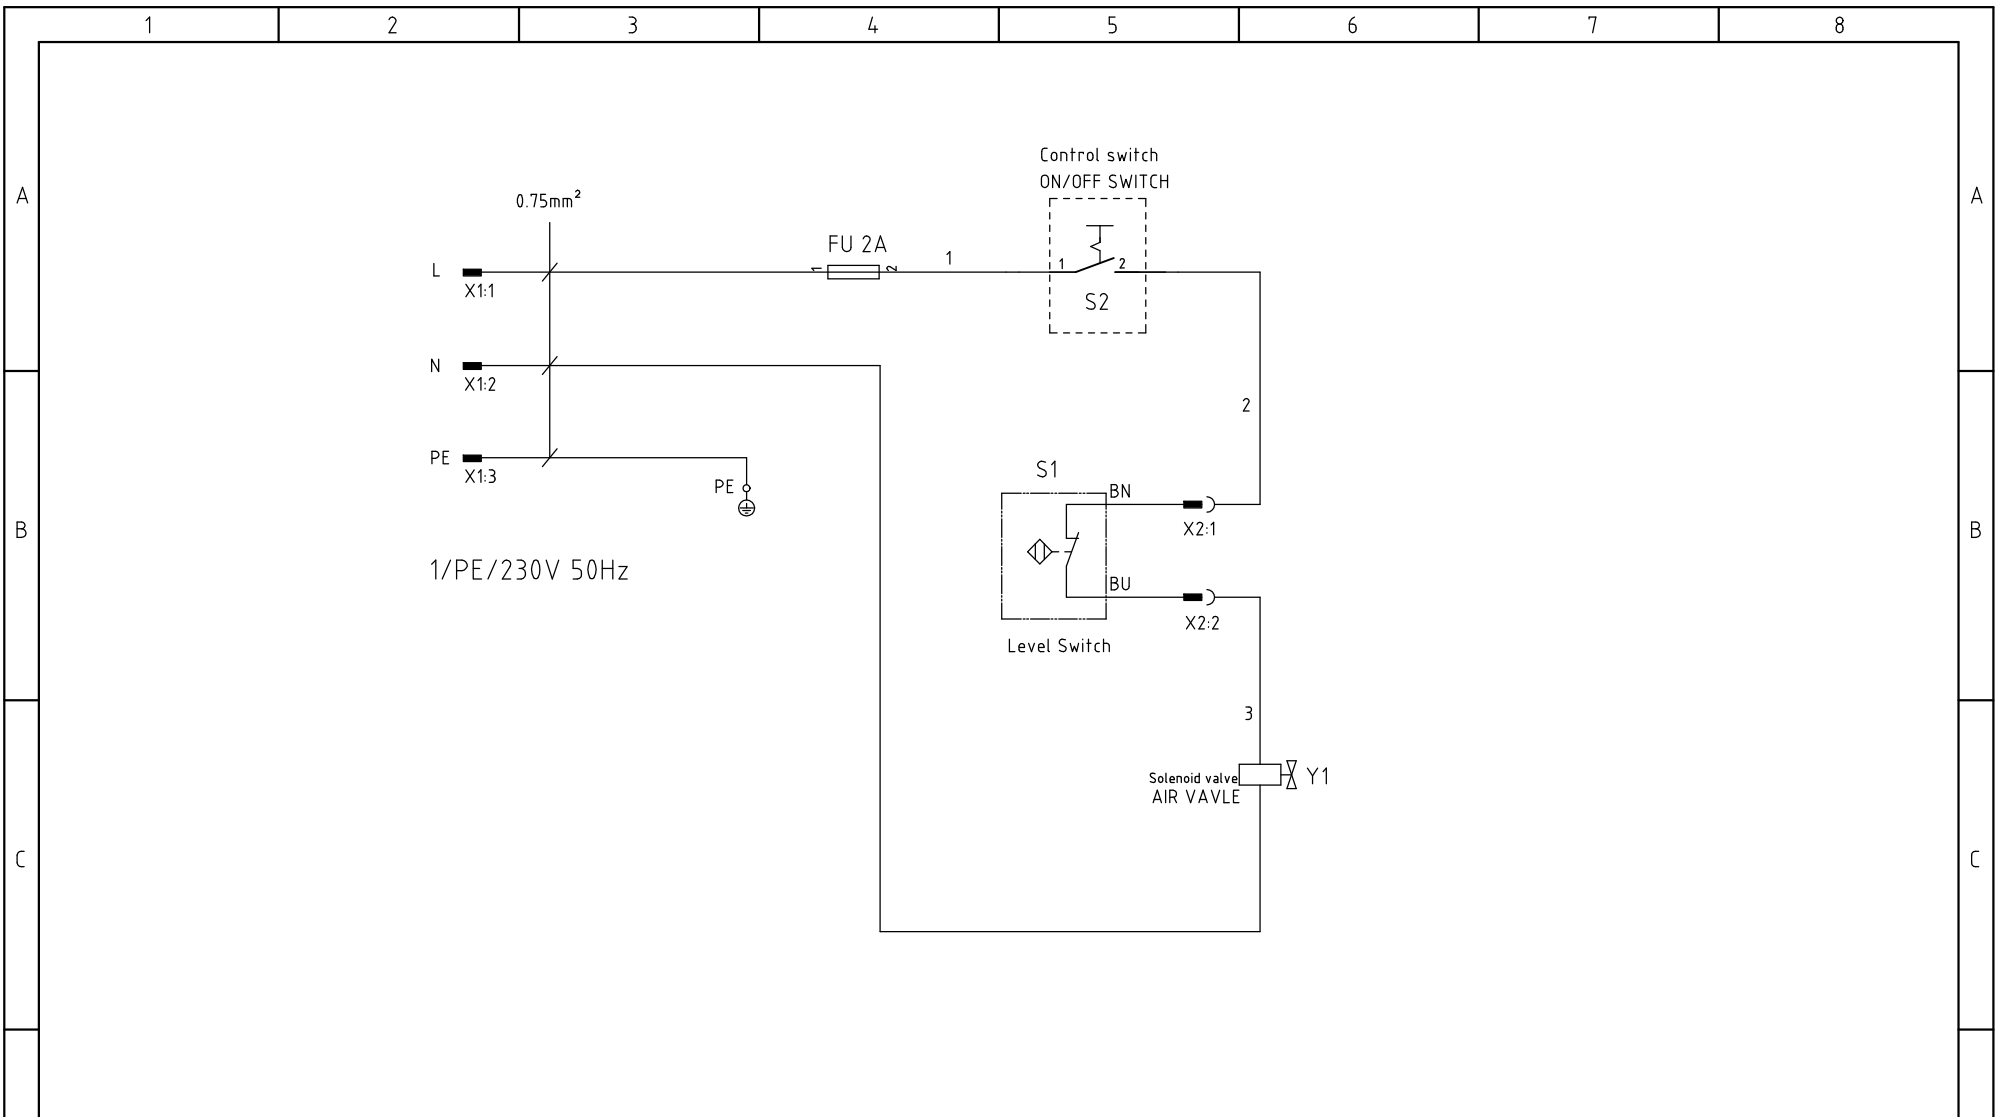 1 2 3 4 5 6 7 8
Control switch
ON/OFF SWITCH
A A
0.75mm²
FU 2A
1 2 1
1 2
L
X1:1
S2
N
X1:2
2
PE
X1:3
S1
PE
BN
X2:1
B B
1/PE/230V 50Hz
BU
X2:2
Level Switch
3
Solenoid valve
AIR VAVLE
Y1
C C